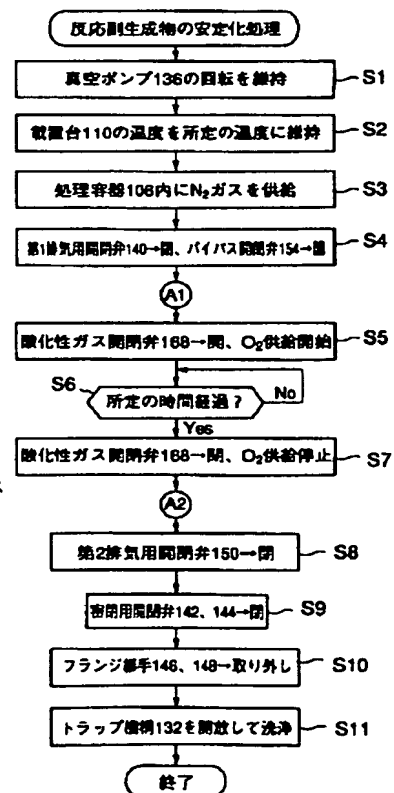 反応副生成物の安定化処理
真空ポンプ136の回転を維持 S1
載置台110の温度を所定の温度に維持 S2
処理容器106内にN₂ガスを供給 S3
第1排気用開閉弁140→閉、バイパス開閉弁154→開 S4
A1
酸化性ガス開閉弁168→開、O₂供給開始 S5
S6 所定の時間経過? No
Yes
酸化性ガス開閉弁168→閉、O₂供給停止 S7
A2
第2排気用開閉弁150→閉 S8
密閉用開閉弁142、144→閉 S9
フランジ継手146、148→取り外し S10
トラップ機構132を開放して洗浄 S11
終了